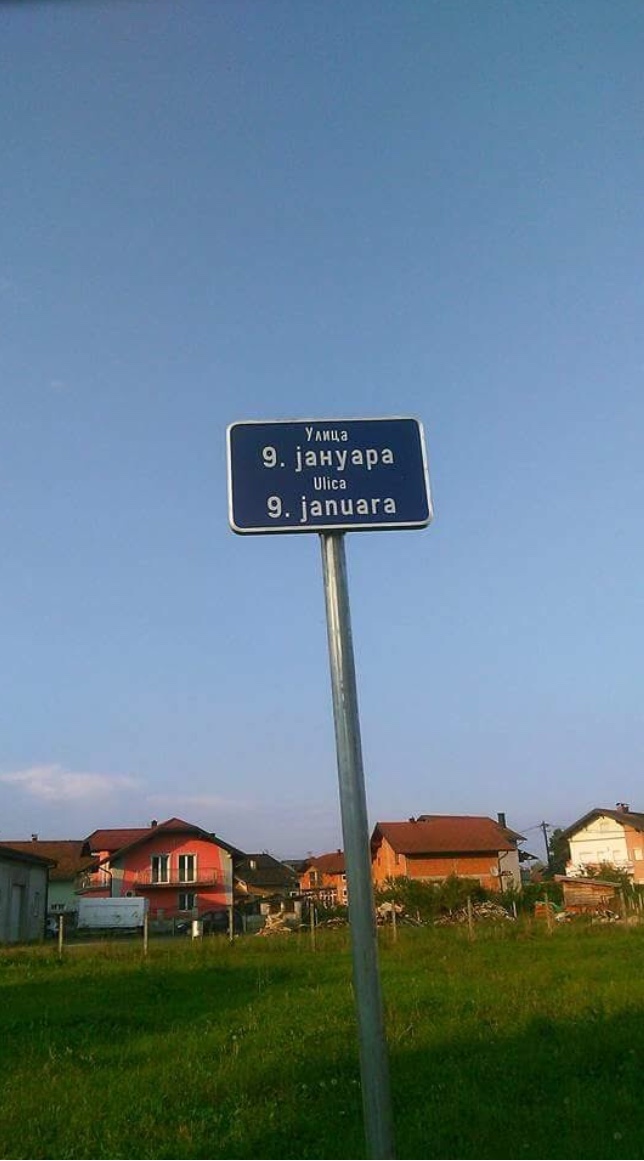 Улица
9. јануара
Ulica
9. januara